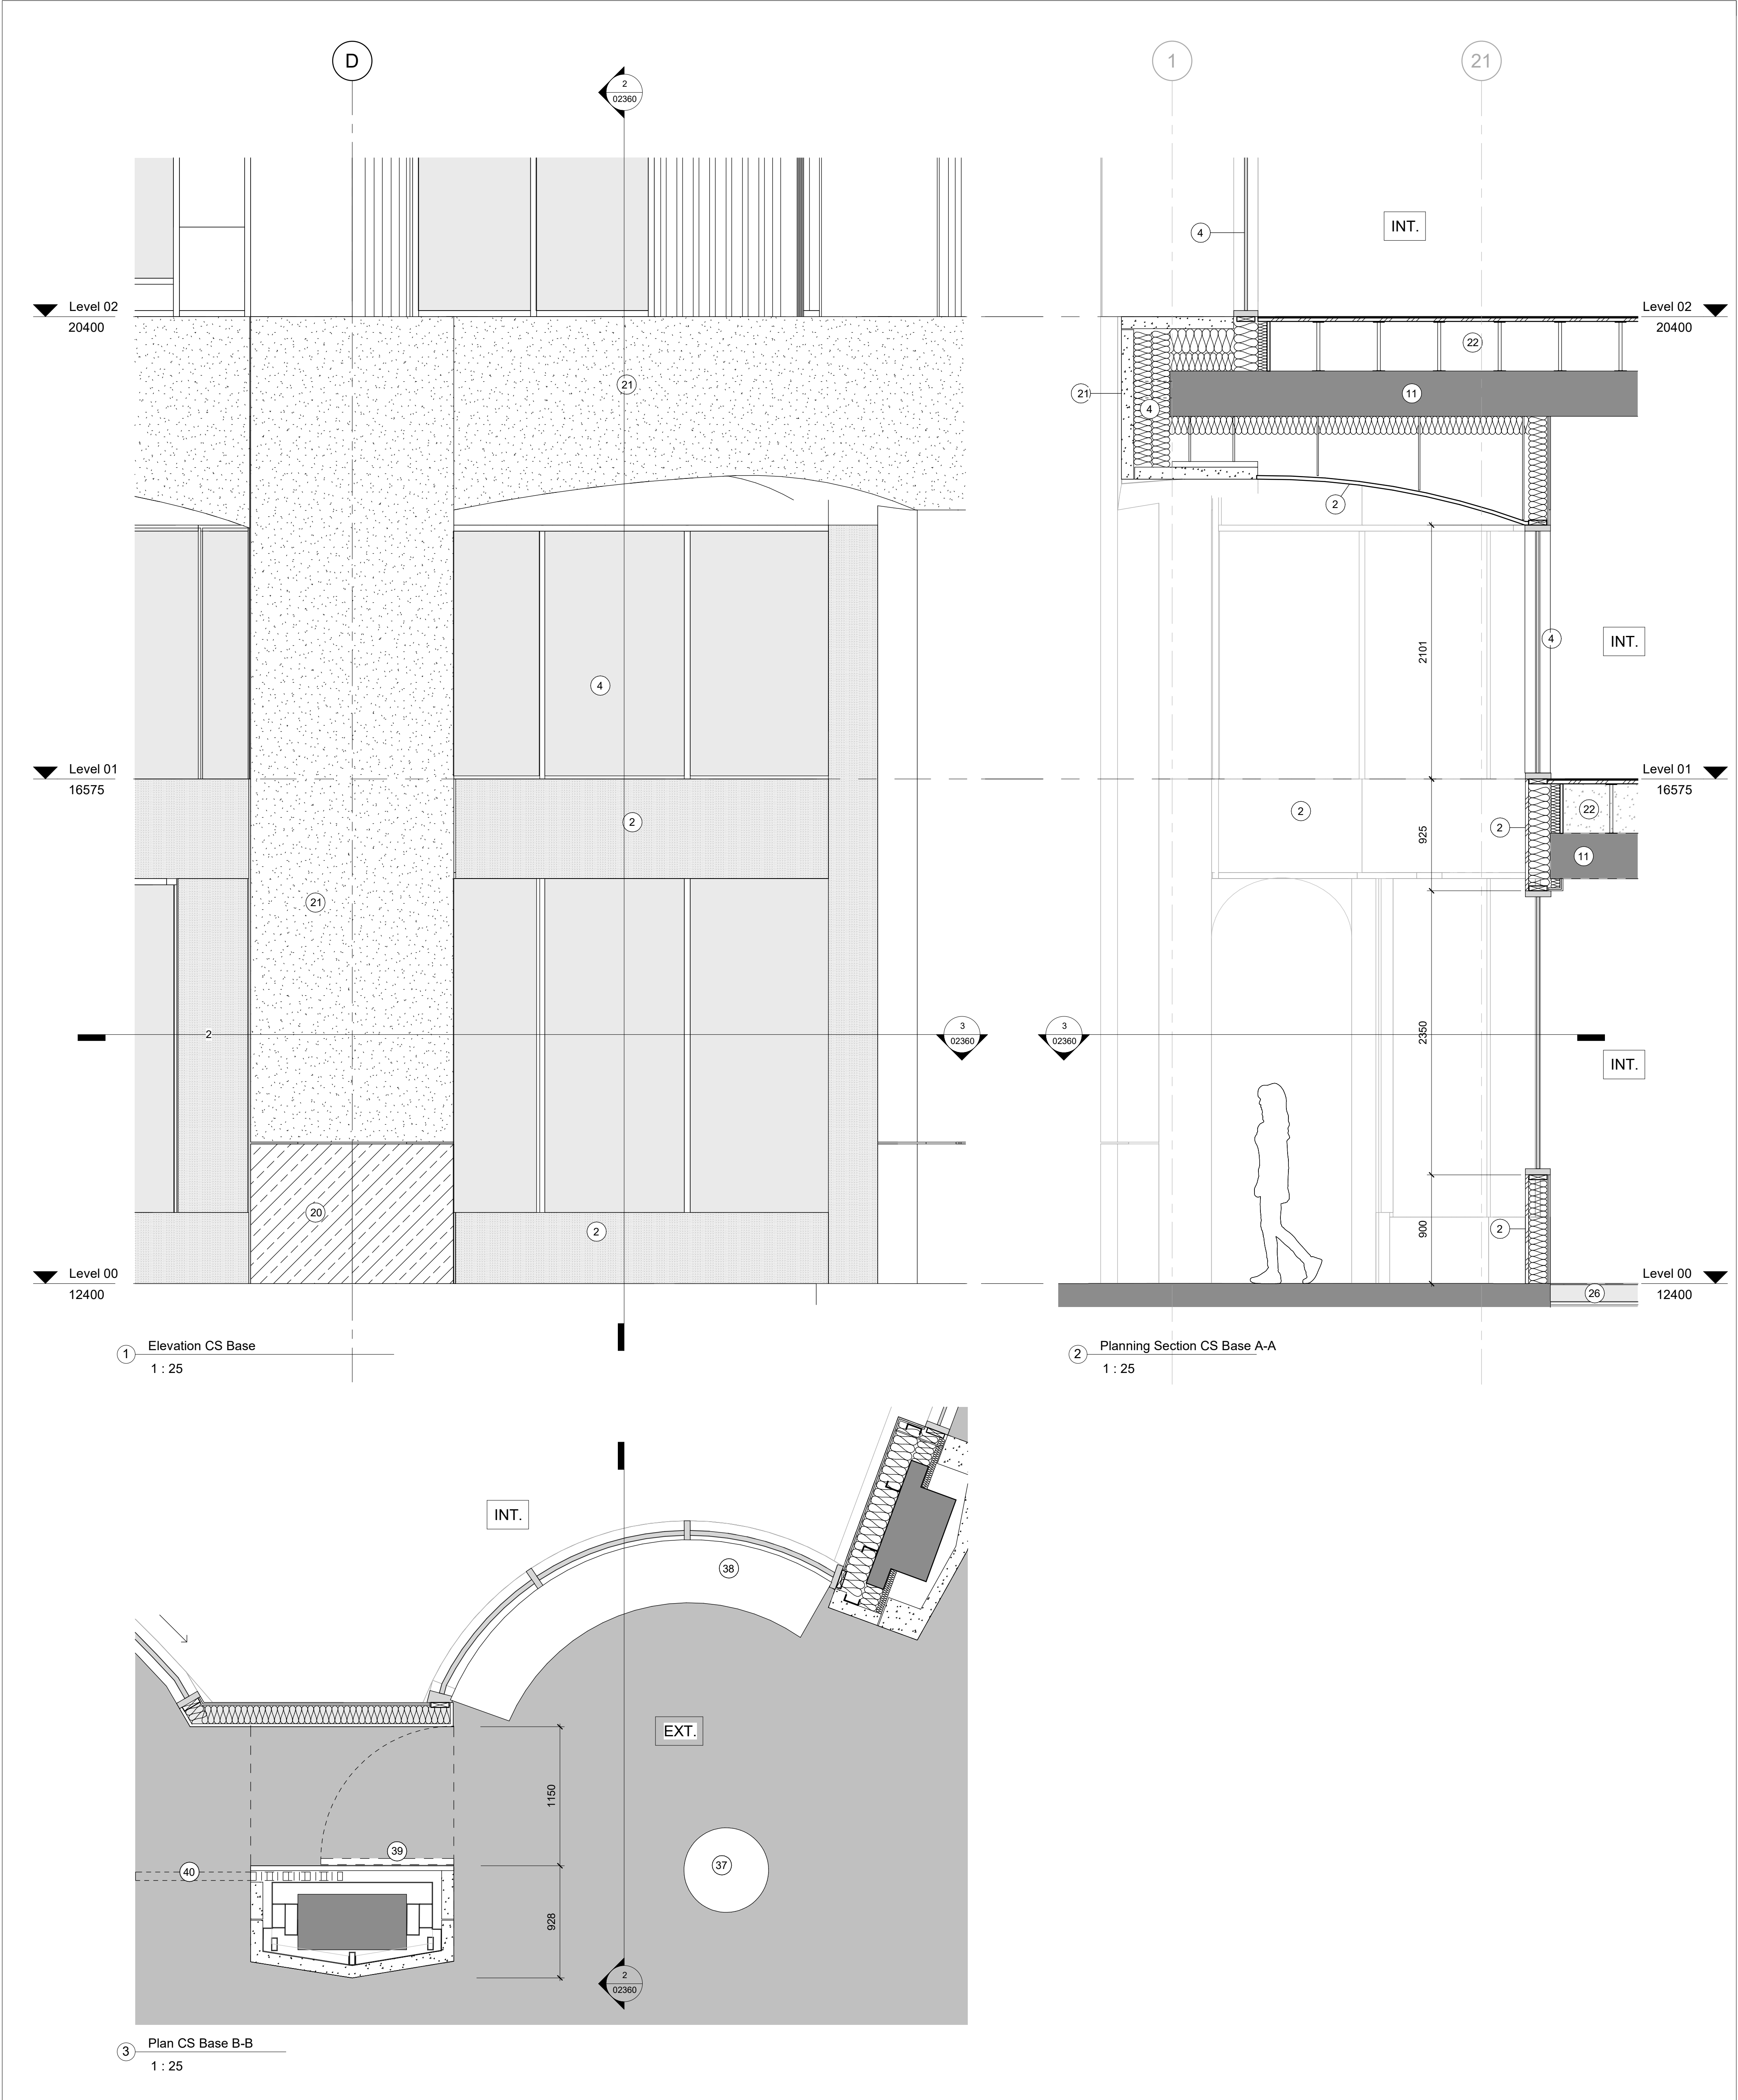 D
2
02360
1
21
4
INT.
Level 02
20400
Level 02
20400
22
21
21
11
4
2
2101
4
INT.
4
Level 01
16575
Level 01
16575
22
2
2
2
925
11
21
2
3
02360
3
02360
2350
INT.
20
2
2
900
Level 00
12400
Level 00
12400
26
1
Elevation CS Base
1 : 25
2
Planning Section CS Base A-A
1 : 25
INT.
38
EXT.
1150
39
40
37
928
2
02360
3
Plan CS Base B-B
1 : 25